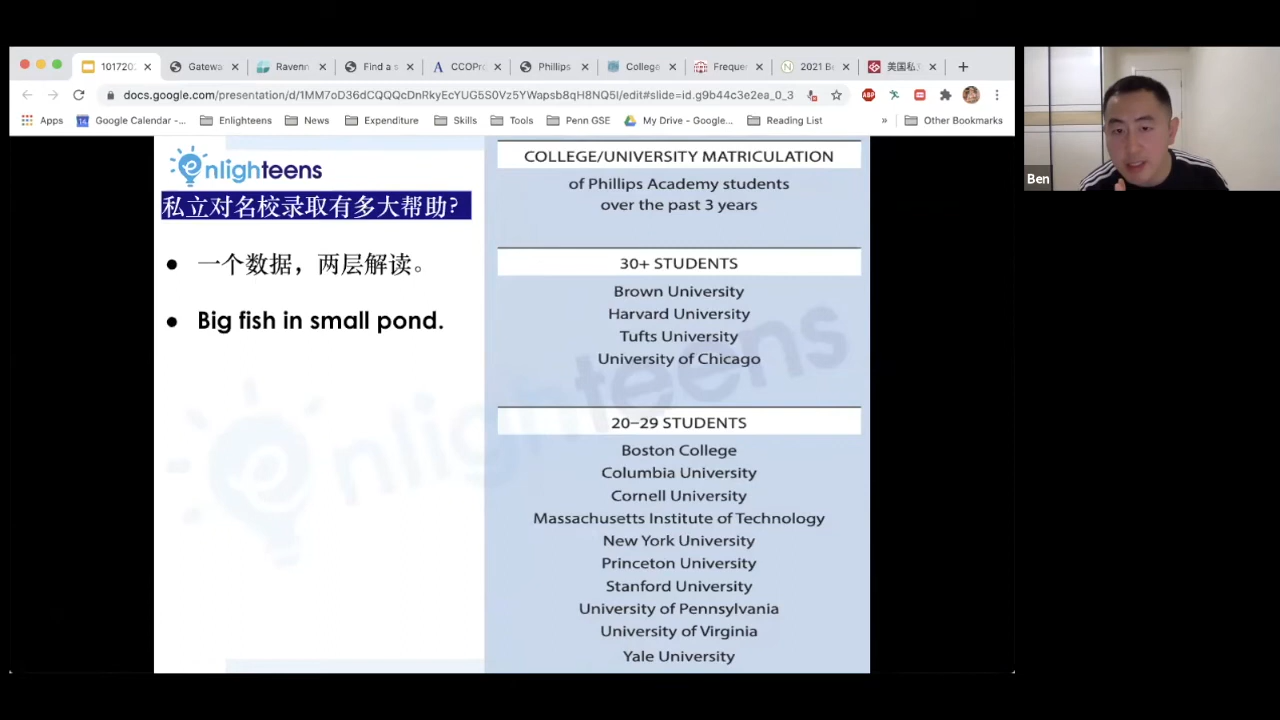 101720
Gatewa
Ravenn
Find a s
CCOPro
Phillips
College
Frequer
2021 Be
美国私
docs.google.com/presentation/d/1MM7oD36dCQQQcDnRkyEcYUG5S0Vz5YWapsb8qH8NQ5I/edit#slide=id.g9b44c3e2ea_0_3
ABP
Apps
Google Calendar -...
Enlighteens
News
Expenditure
Skills
Tools
Penn GSE
My Drive - Google...
Reading List
»
Other Bookmarks
enlighteens
私立对名校录取有多大帮助?
● 一个数据，两层解读。
● Big fish in small pond.
COLLEGE/UNIVERSITY MATRICULATION
of Phillips Academy students
over the past 3 years
30+ STUDENTS
Brown University
Harvard University
Tufts University
University of Chicago
20–29 STUDENTS
Boston College
Columbia University
Cornell University
Massachusetts Institute of Technology
New York University
Princeton University
Stanford University
University of Pennsylvania
University of Virginia
Yale University
enlighteens
Ben